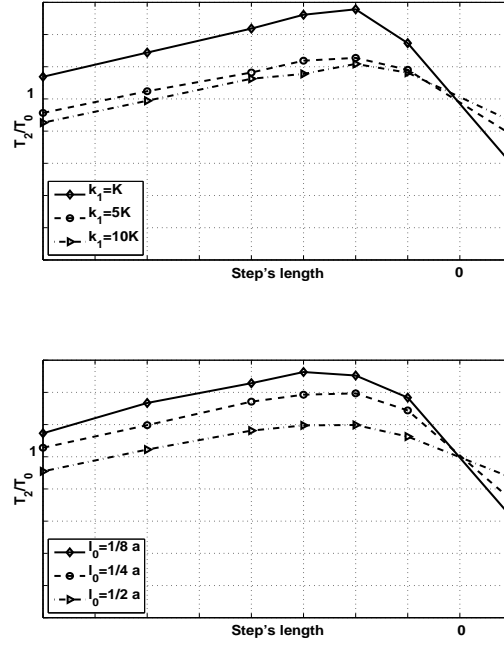 1
T2/T0
k1=K
k1=5K
k1=10K
Step's length
0
1
T2/T0
l0=1/8 a
l0=1/4 a
l0=1/2 a
Step's length
0